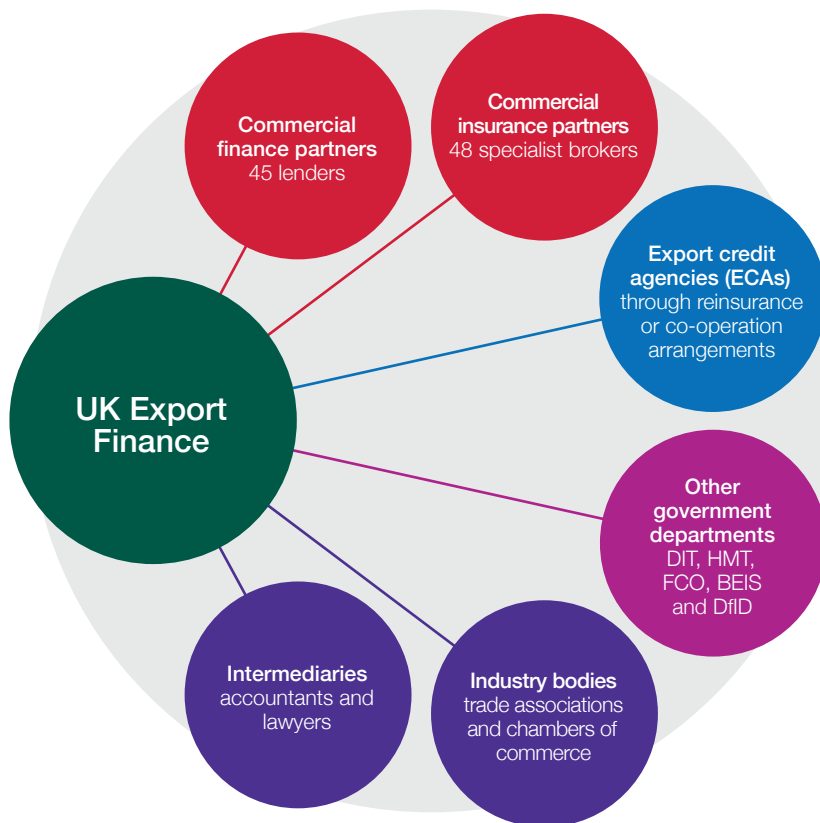 Commercial
finance partners
45 lenders
Commercial
insurance partners
48 specialist brokers
Export credit
agencies (ECAs)
through reinsurance
or co-operation
arrangements
UK Export
Finance
Other
government
departments
DIT, HMT,
FCO, BEIS
and DfID
Intermediaries
accountants and
lawyers
Industry bodies
trade associations
and chambers of
commerce